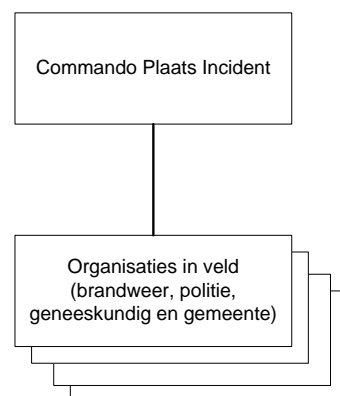 Commando Plaats Incident
Organisaties in veld
(brandweer, politie,
geneeskundig en gemeente)